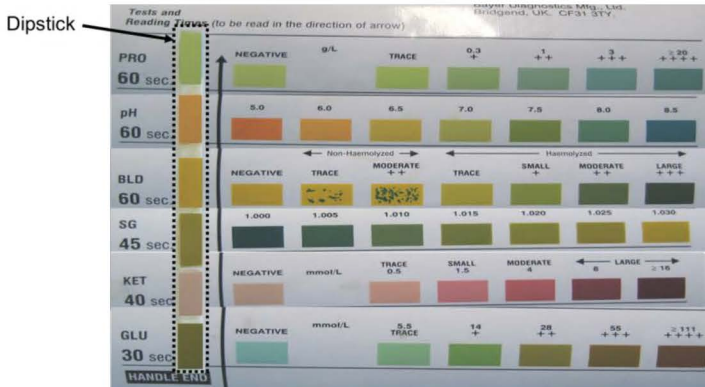 Dipstick
Tests and
Reading Times (to be read in the direction of arrow)
Bayer Diagnostics Mfg., Ltd.
Bridgend, UK. CF31 3TY.
PRO
60 sec.
NEGATIVE g/L TRACE 0.3 1 3 ≥20
+ ++ +++ ++++
pH
60 sec.
5.0 6.0 6.5 7.0 7.5 8.0 8.5
Non-Haemolyzed Haemolyzed
BLD
60 sec.
NEGATIVE TRACE MODERATE TRACE SMALL MODERATE LARGE
++ + ++ +++
SG
45 sec.
1.000 1.005 1.010 1.015 1.020 1.025 1.030
KET
40 sec
NEGATIVE mmol/L TRACE SMALL MODERATE LARGE
0.5 1.5 4 8 ≥16
GLU
30 sec
NEGATIVE mmol/L 5.5 14 28 55 ≥111
TRACE + ++ +++ ++++
HANDLE END